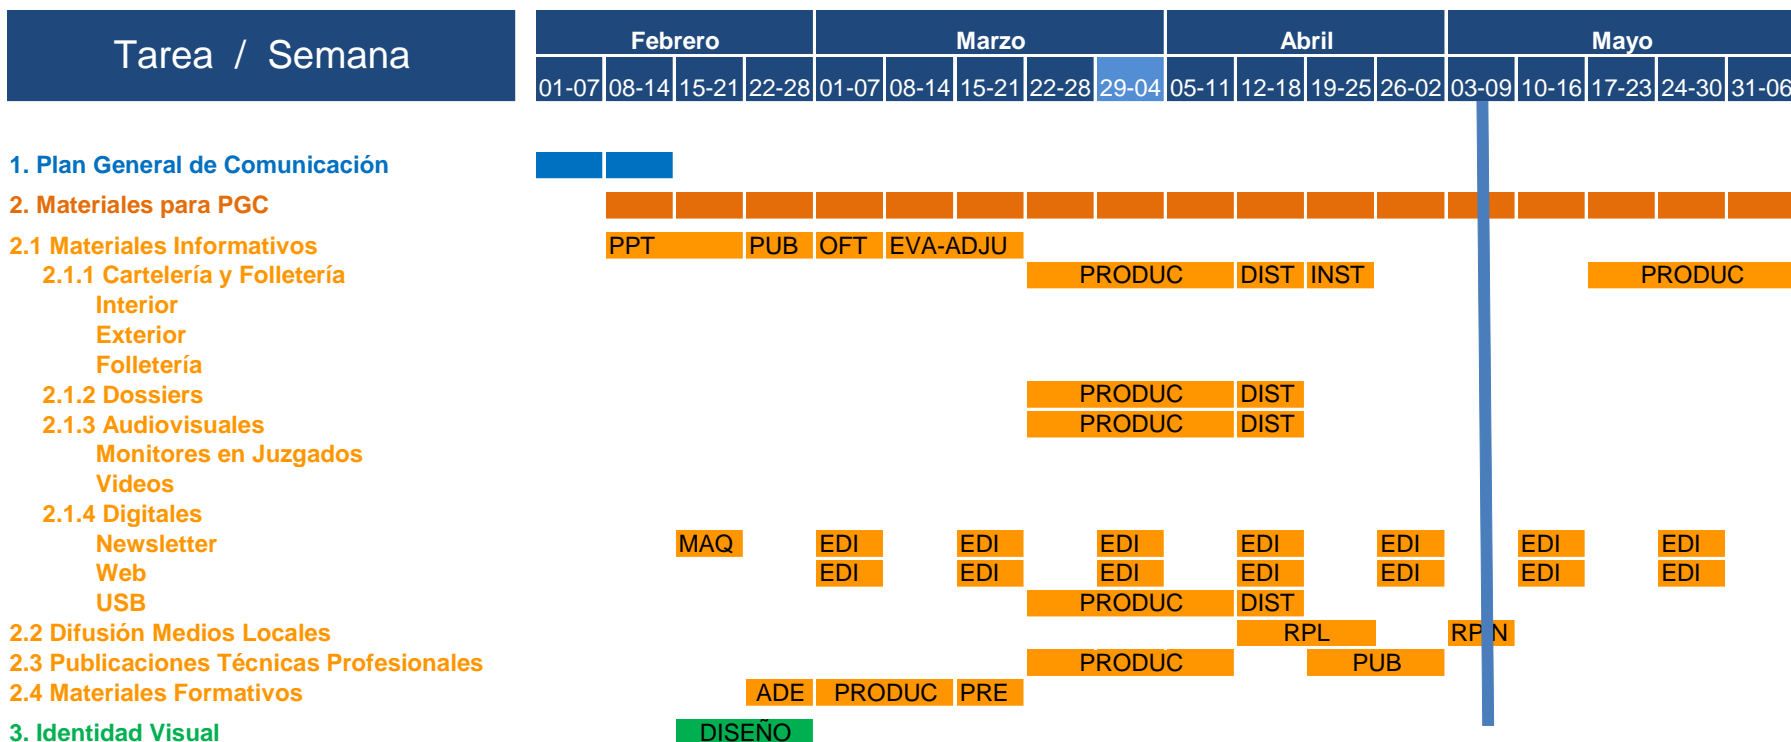 Tarea / Semana
Febrero Marzo Abril Mayo
01-07 08-14 15-21 22-28 01-07 08-14 15-21 22-28 29-04 05-11 12-18 19-25 26-02 03-09 10-16 17-23 24-30 31-06
1. Plan General de Comunicación
2. Materiales para PGC
2.1 Materiales Informativos PPT PUB OFT EVA-ADJU
2.1.1 Cartelería y Folletería PRODUC DIST INST PRODUC
Interior
Exterior
Folletería
2.1.2 Dossiers PRODUC DIST
2.1.3 Audiovisuales PRODUC DIST
Monitores en Juzgados
Videos
2.1.4 Digitales
Newsletter MAQ EDI EDI EDI EDI EDI EDI EDI
Web EDI EDI EDI EDI EDI EDI EDI
USB PRODUC DIST
2.2 Difusión Medios Locales RPL
2.3 Publicaciones Técnicas Profesionales PRODUC PUB
2.4 Materiales Formativos ADE PRODUC PRE
3. Identidad Visual DISEÑO